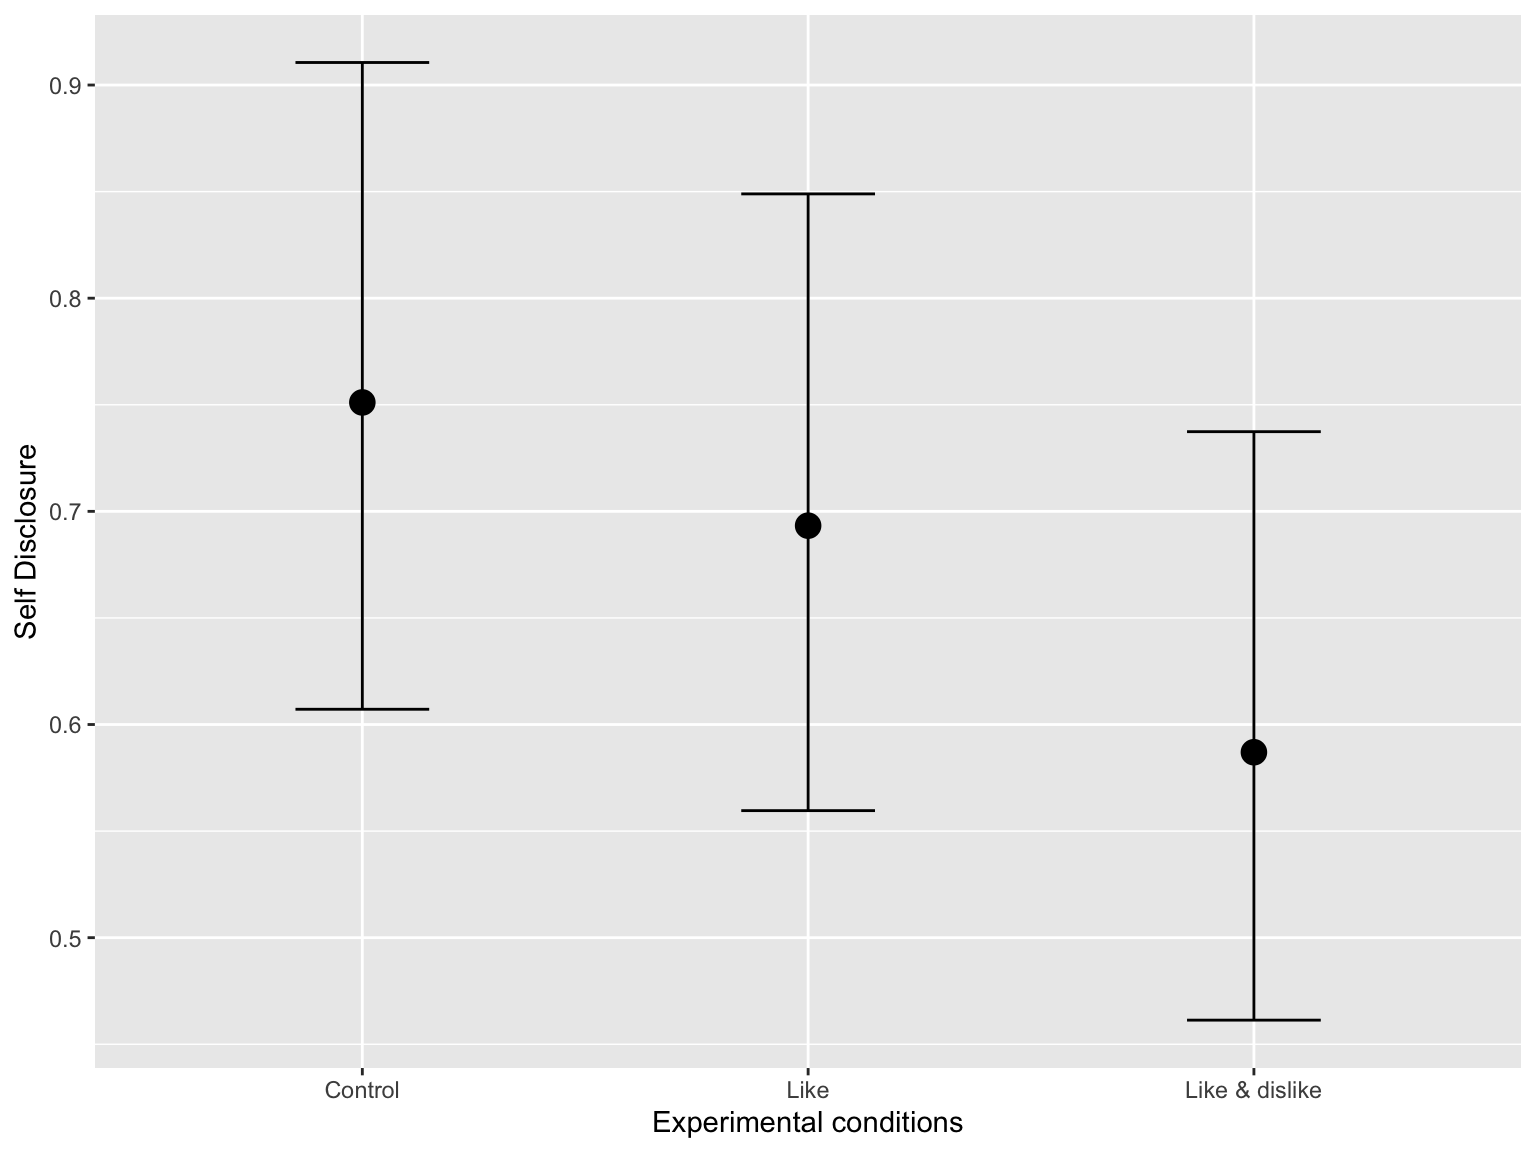 0.9
0.8
0.7
0.6
0.5
Self Disclosure
Control
Like
Like & dislike
Experimental conditions